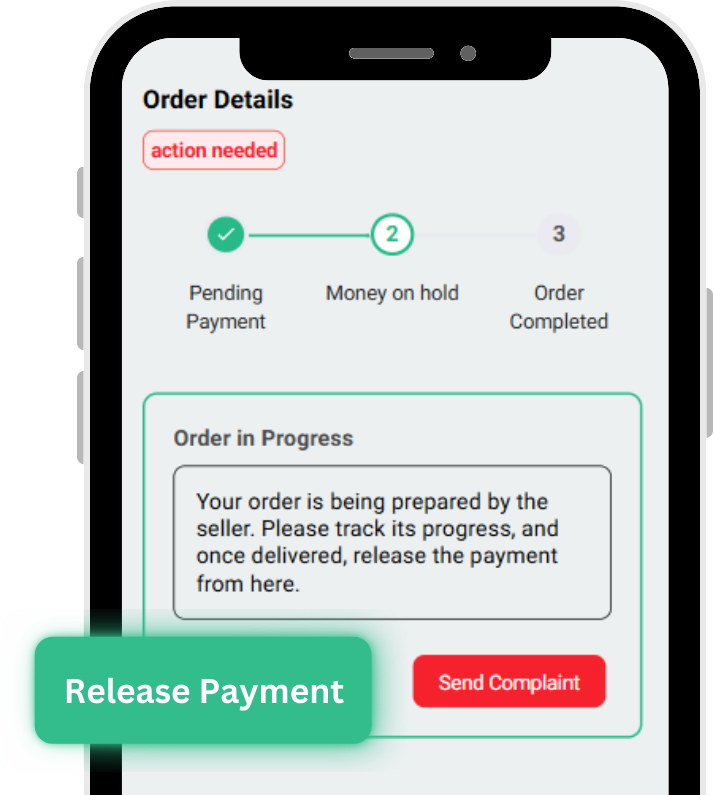 Order Details
action needed
2
3
Pending
Payment
Money on hold
Order
Completed
Order in Progress
Your order is being prepared by the
seller. Please track its progress, and
once delivered, release the payment
from here.
Release Payment
Send Complaint